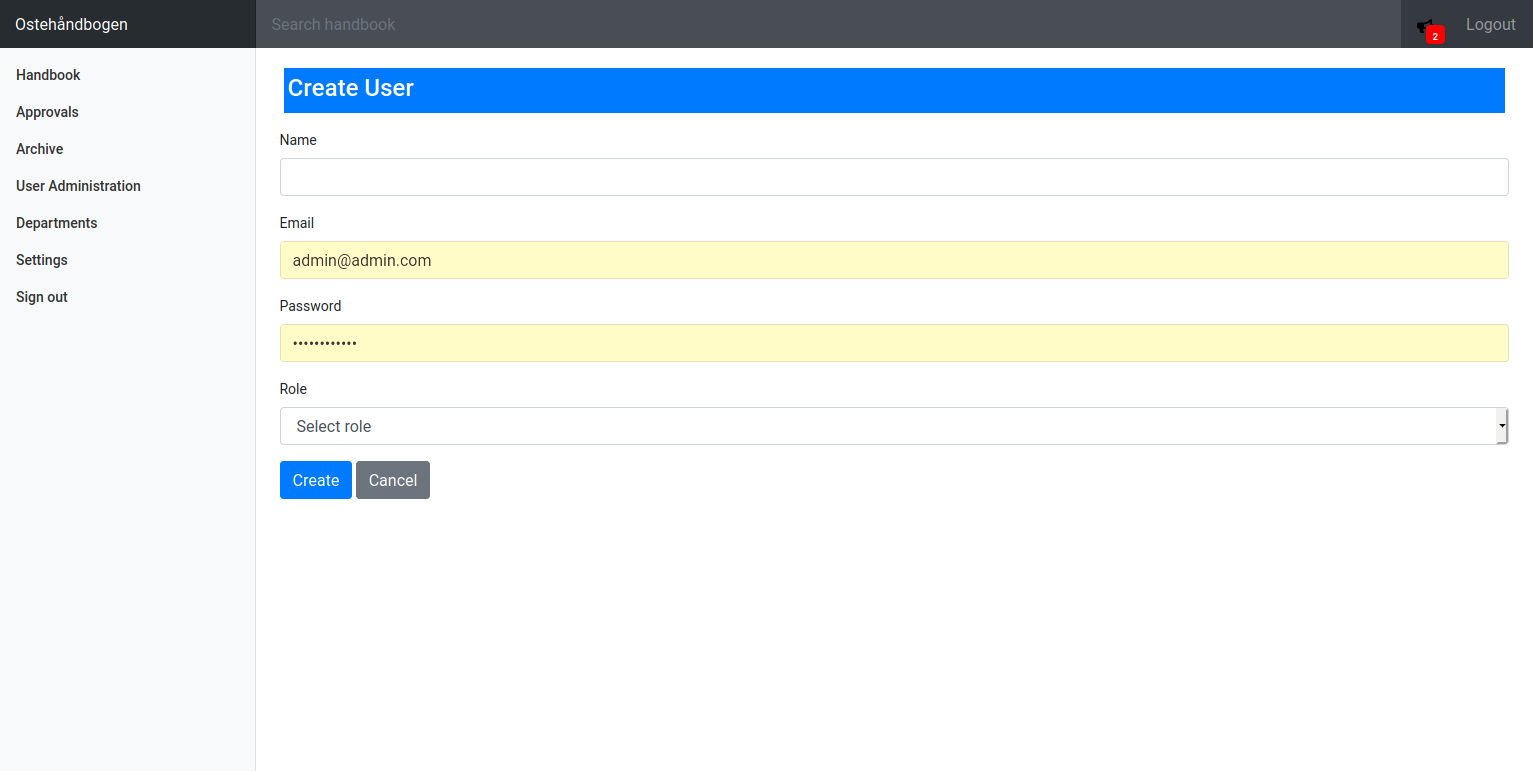 Ostehåndbogen
Search handbook
2
Logout
Handbook
Approvals
Archive
User Administration
Departments
Settings
Sign out
Create User
Name
Email
admin@admin.com
Password
••••••••••••
Role
Select role
Create Cancel